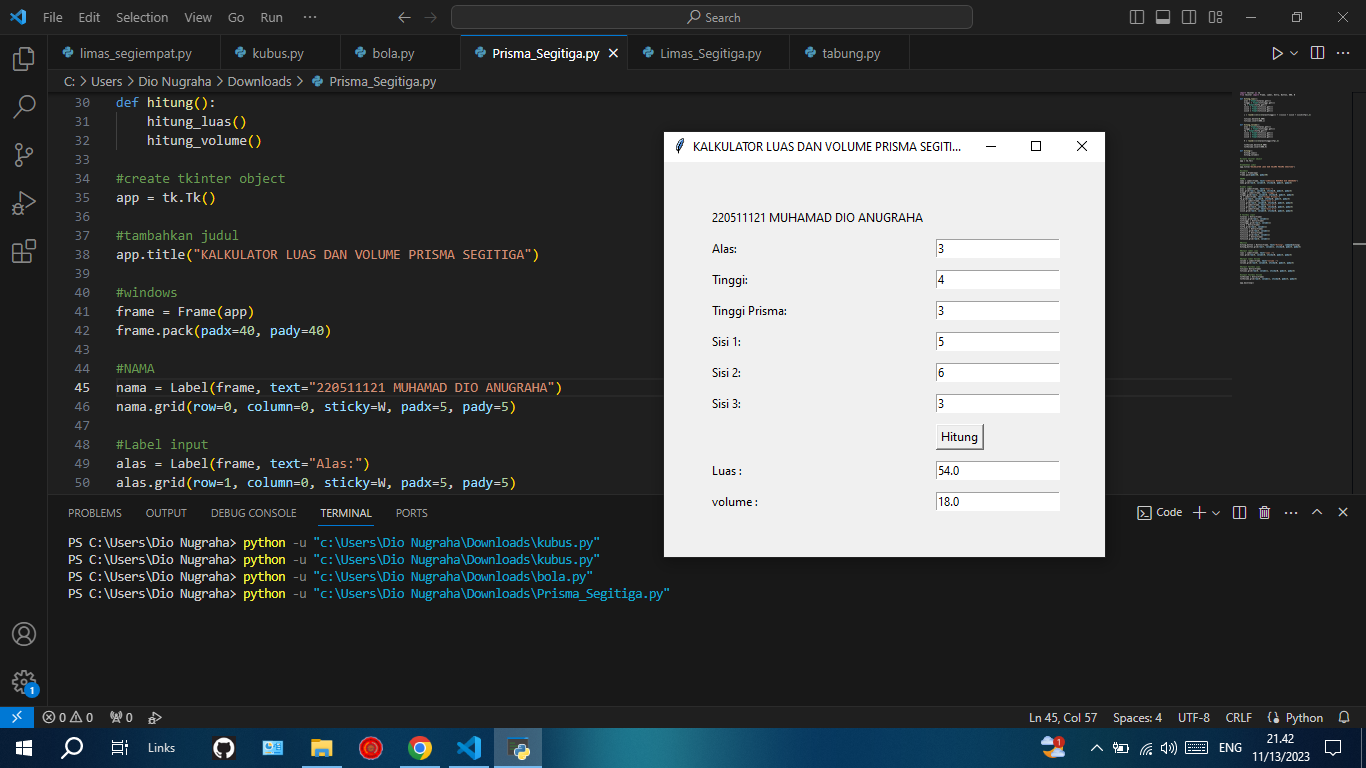 File Edit Selection View Go Run ··· Search
limas_segiempat.py kubus.py bola.py Prisma_Segitiga.py Limas_Segitiga.py tabung.py
C: > Users > Dio Nugraha > Downloads > Prisma_Segitiga.py
30 def hitung():
31 hitung_luas()
32 hitung_volume()
33
34 #create tkinter object
35 app = tk.Tk()
36
37 #tambahkan judul
38 app.title("KALKULATOR LUAS DAN VOLUME PRISMA SEGITIGA")
39
40 #windows
41 frame = Frame(app)
42 frame.pack(padx=40, pady=40)
43
44 #NAMA
45 nama = Label(frame, text="220511121 MUHAMAD DIO ANUGRAHA")
46 nama.grid(row=0, column=0, sticky=W, padx=5, pady=5)
47
48 #Label input
49 alas = Label(frame, text="Alas:")
50 alas.grid(row=1, column=0, sticky=W, padx=5, pady=5)
KALKULATOR LUAS DAN VOLUME PRISMA SEGITI...
220511121 MUHAMAD DIO ANUGRAHA
Alas: 3
Tinggi: 4
Tinggi Prisma: 3
Sisi 1: 5
Sisi 2: 6
Sisi 3: 3
Hitung
Luas : 54.0
volume : 18.0
PROBLEMS OUTPUT DEBUG CONSOLE TERMINAL PORTS Code
PS C:\Users\Dio Nugraha> python -u "c:\Users\Dio Nugraha\Downloads\kubus.py"
PS C:\Users\Dio Nugraha> python -u "c:\Users\Dio Nugraha\Downloads\kubus.py"
PS C:\Users\Dio Nugraha> python -u "c:\Users\Dio Nugraha\Downloads\bola.py"
PS C:\Users\Dio Nugraha> python -u "c:\Users\Dio Nugraha\Downloads\Prisma_Segitiga.py"
1
0 0 0 Ln 45, Col 57 Spaces: 4 UTF-8 CRLF Python
Links 1 ENG 21.42
11/13/2023